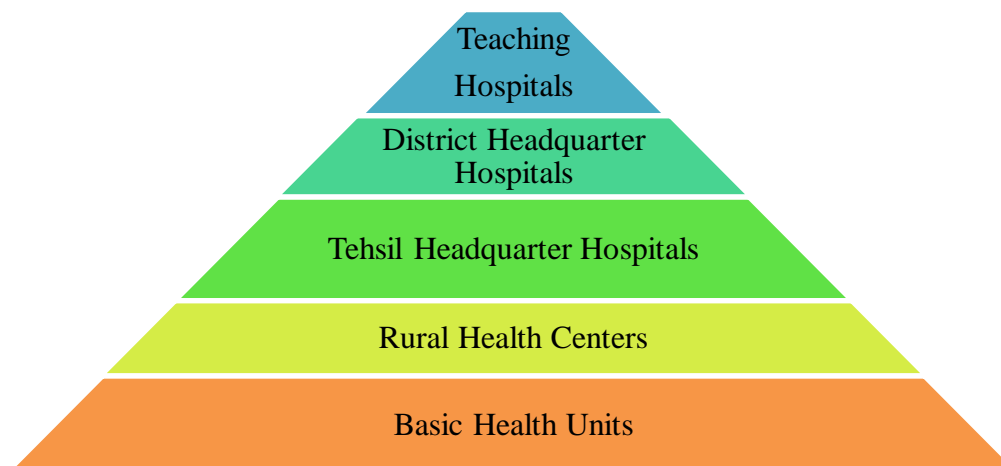 Teaching
Hospitals
District Headquarter
Hospitals
Tehsil Headquarter Hospitals
Rural Health Centers
Basic Health Units